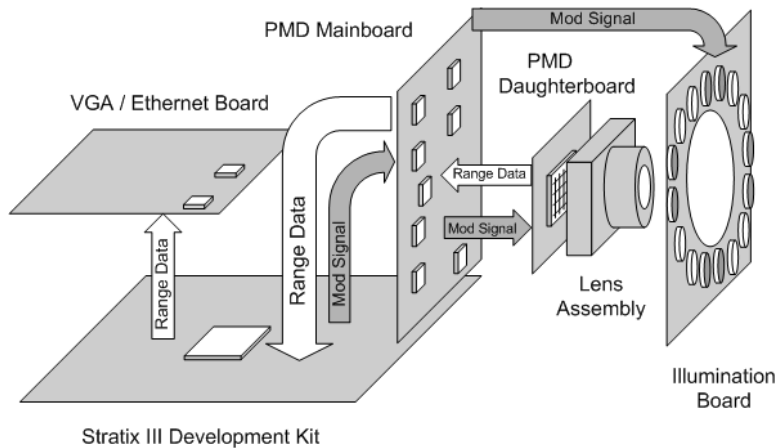 Mod Signal
PMD Mainboard
PMD
Daughterboard
VGA / Ethernet Board
Range Data
Mod Signal
Range Data
Mod Signal
Range Data
Lens
Assembly
Illumination
Board
Stratix III Development Kit